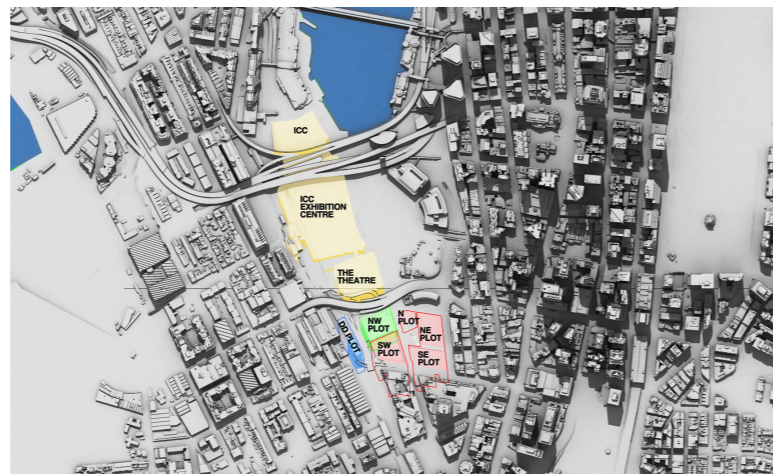 ICC
ICC
EXHIBITION
CENTRE
THE
THEATRE
DD PLOT
NW
PLOT
N
PLOT
NE
PLOT
SW
PLOT
SE
PLOT